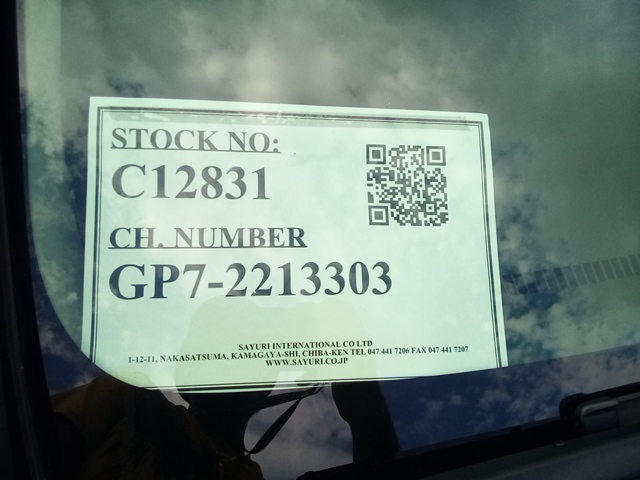 STOCK NO:
C12831
CH. NUMBER
GP7-2213303
SAYURI INTERNATIONAL CO LTD
1-12-11, NAKASATSUMA, KAMAGAYA-SHI, CHIBA-KEN TEL 047 441 7206 FAX 047 441 7207
WWW.SAYURI.CO.JP